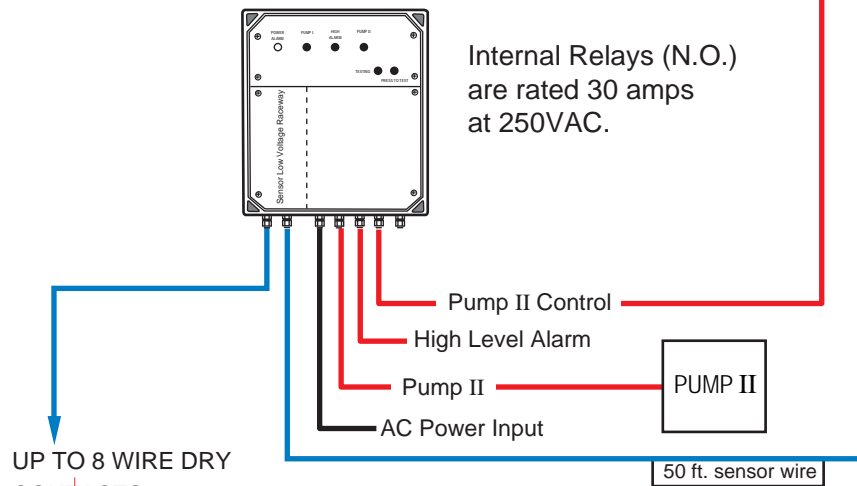 POWER ALARM
PUMP I
HIGH ALARM
PUMP II
TESTING
PRESS TO TEST
Sensor Low Voltage Raceway
Internal Relays (N.O.)
are rated 30 amps
at 250VAC.
Pump II Control
High Level Alarm
Pump II
PUMP II
AC Power Input
UP TO 8 WIRE DRY
50 ft. sensor wire